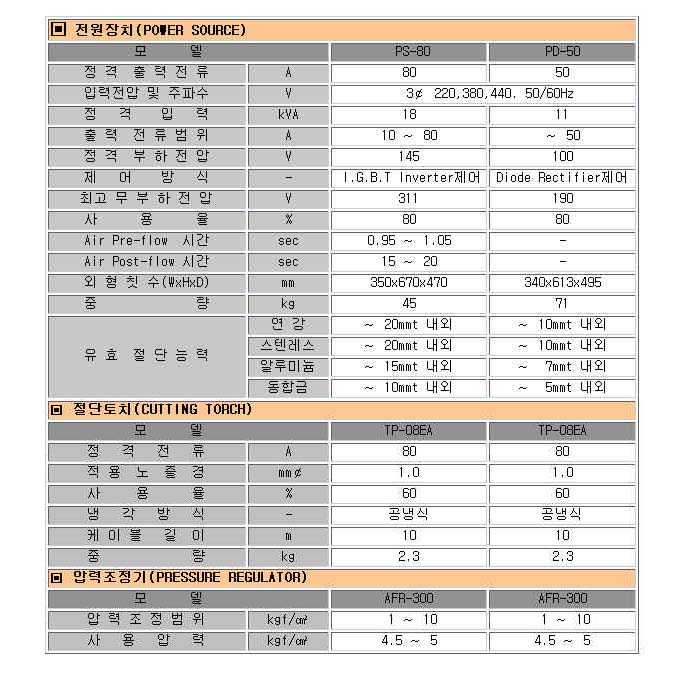 ▣ 전원장치(POWER SOURCE)
모 델 PS-80 PD-50
정 격 출 력 전 류 A 80 50
입력전압 및 주파수 V 3¢ 220,380,440. 50/60Hz
정 격 입 력 kVA 18 11
출 력 전 류 범 위 A 10 ~ 80 ~ 50
정 격 부 하 전 압 V 145 100
제 어 방 식 - I.G.B.T Inverter제어 Diode Rectifier제어
최 고 무 부 하 전 압 V 311 190
사 용 율 % 80 80
Air Pre-flow 시간 sec 0.95 ~ 1.05 -
Air Post-flow 시간 sec 15 ~ 20 -
외 형 칫 수(WxHxD) mm 350x670x470 340x613x495
중 량 kg 45 71
유 효 절 단 능 력 연 강 ~ 20mmt 내외 ~ 10mmt 내외
스텐레스 ~ 20mmt 내외 ~ 10mmt 내외
알루미늄 ~ 15mmt 내외 ~ 7mmt 내외
동합금 ~ 10mmt 내외 ~ 5mmt 내외
▣ 절단토치(CUTTING TORCH)
모 델 TP-08EA TP-08EA
정 격 전 류 A 80 80
적 용 노 즐 경 mm¢ 1.0 1.0
사 용 율 % 60 60
냉 각 방 식 - 공냉식 공냉식
케 이 블 길 이 m 10 10
중 량 kg 2.3 2.3
▣ 압력조정기(PRESSURE REGULATOR)
모 델 AFR-300 AFR-300
압 력 조 정 범 위 kgf/㎠ 1 ~ 10 1 ~ 10
사 용 압 력 kgf/㎠ 4.5 ~ 5 4.5 ~ 5